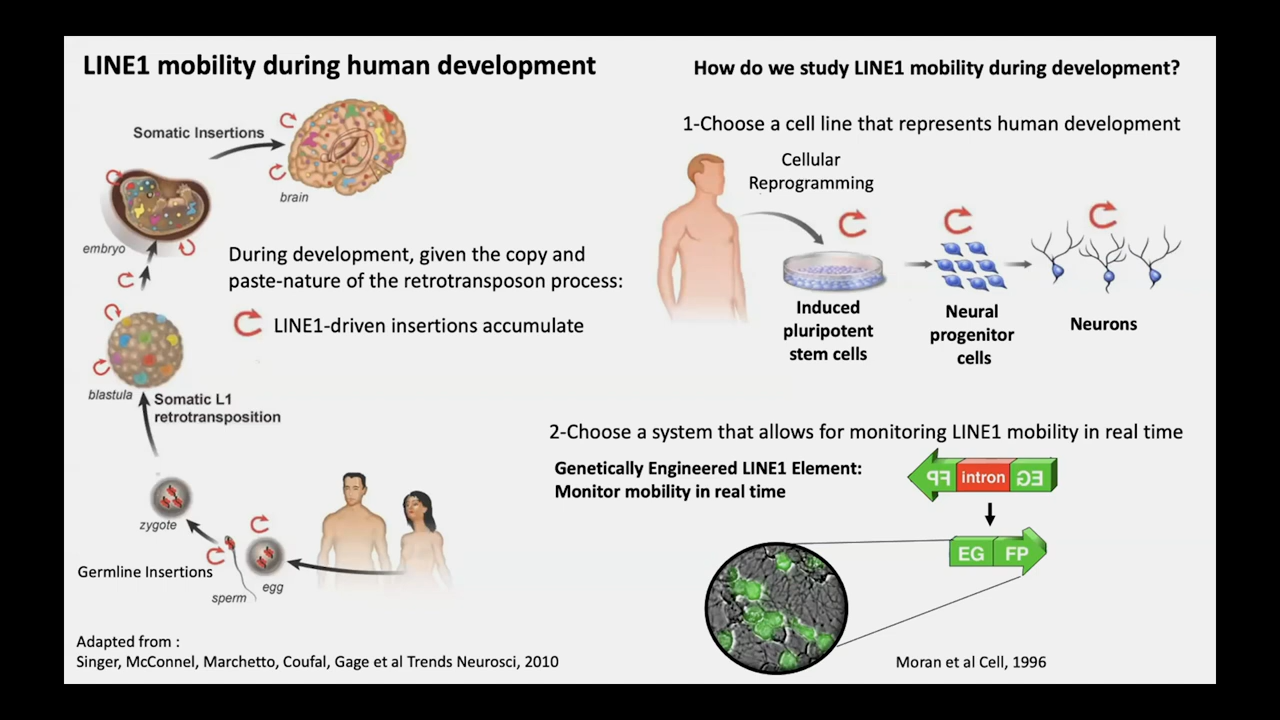 LINE1 mobility during human development
Somatic Insertions
brain
embryo
During development, given the copy and
paste-nature of the retrotransposon process:
LINE1-driven insertions accumulate
blastula
Somatic L1
retrotransposition
zygote
Germline Insertions
sperm
egg
Adapted from :
Singer, McConnel, Marchetto, Coufal, Gage et al Trends Neurosci, 2010
How do we study LINE1 mobility during development?
1-Choose a cell line that represents human development
Cellular
Reprogramming
Induced
pluripotent
stem cells
Neural
progenitor
cells
Neurons
2-Choose a system that allows for monitoring LINE1 mobility in real time
Genetically Engineered LINE1 Element:
Monitor mobility in real time
FP intron EG
EG FP
Moran et al Cell, 1996